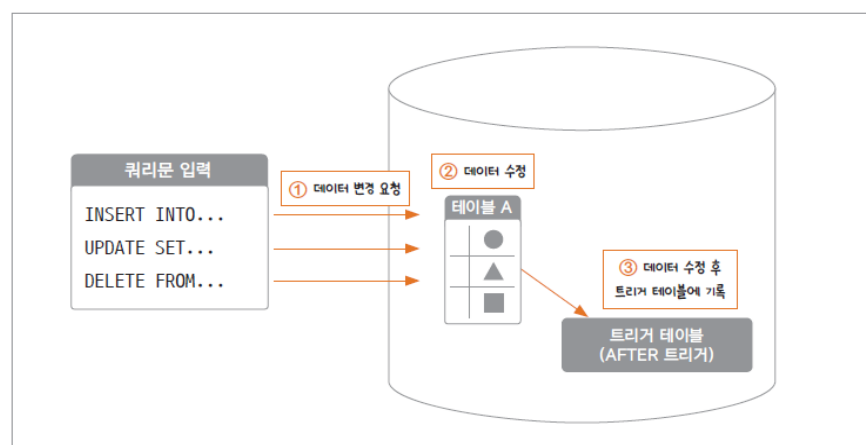 쿼리문 입력
INSERT INTO...
UPDATE SET...
DELETE FROM...
① 데이터 변경 요청
② 데이터 수정
테이블 A
③ 데이터 수정 후
트리거 테이블에 기록
트리거 테이블
(AFTER 트리거)